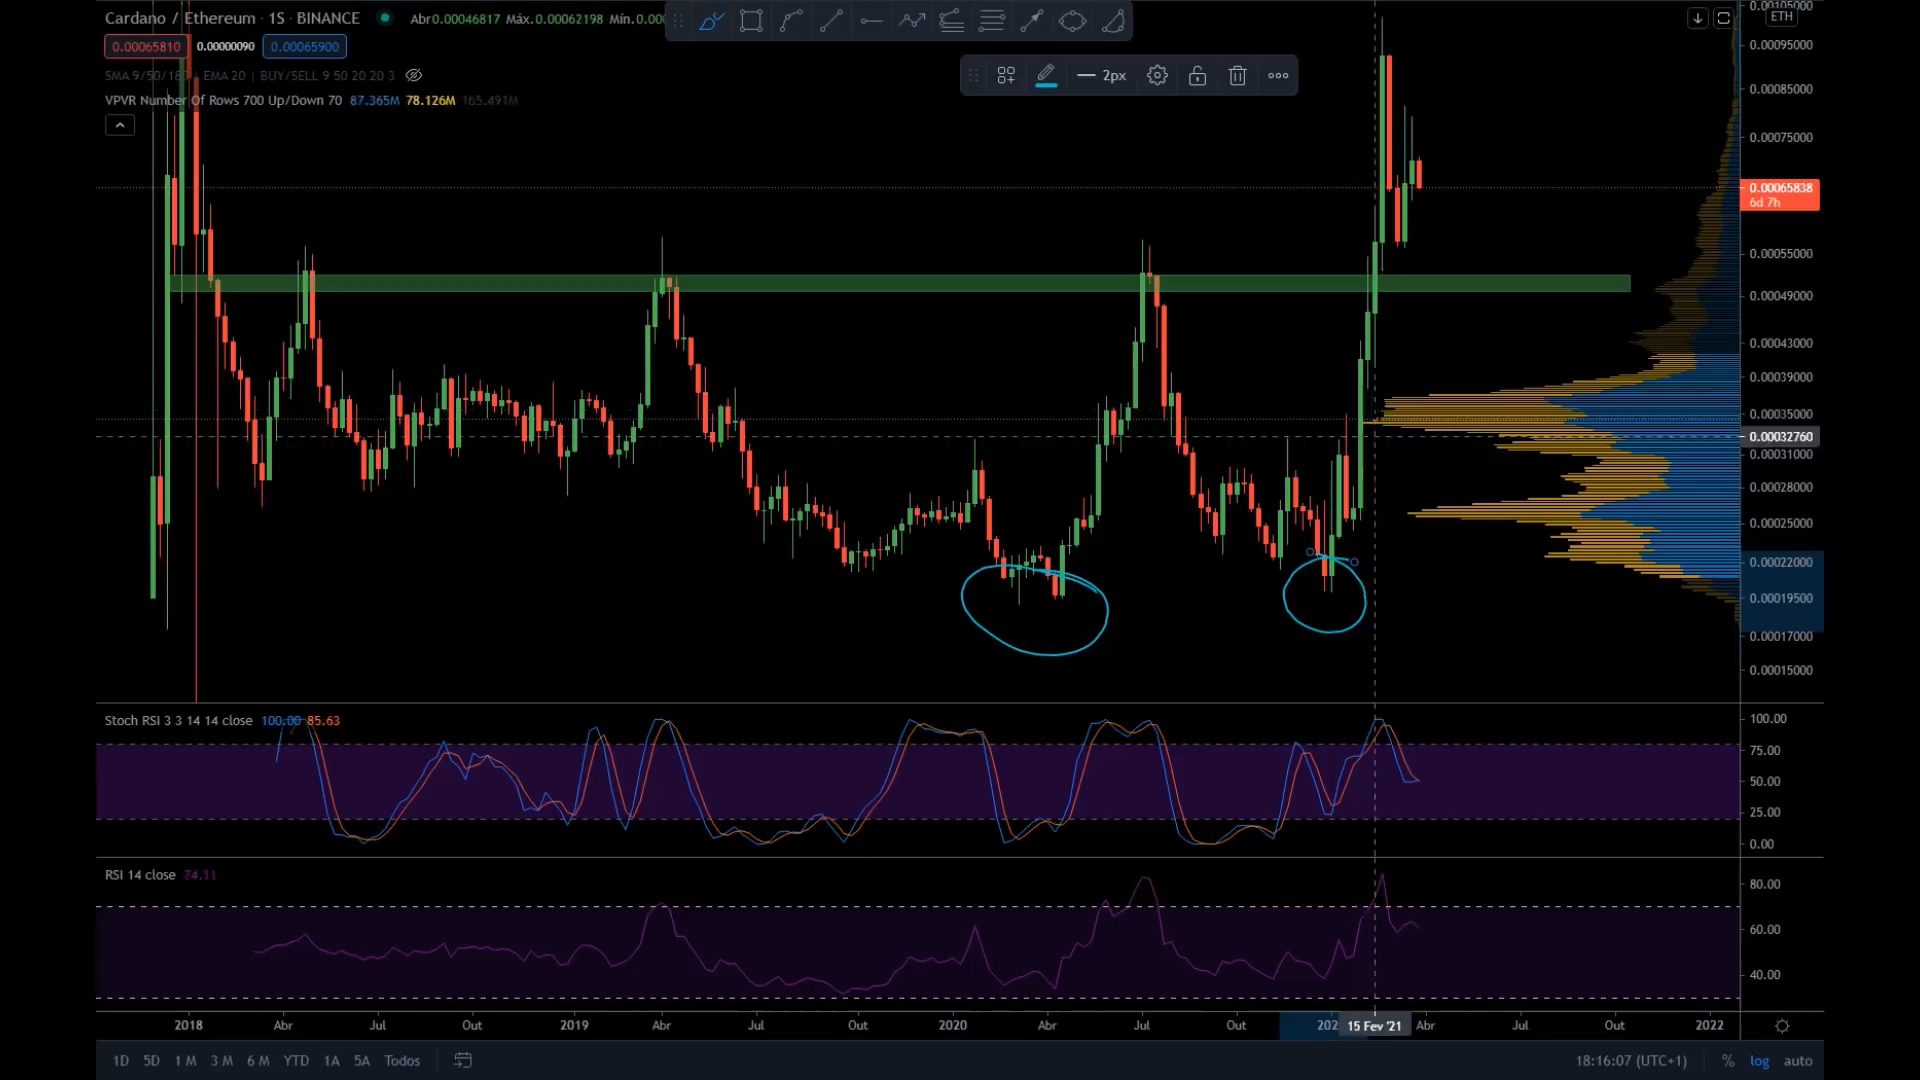 Cardano / Ethereum · 1S · BINANCE Abr0.00046817 Máx.0.00062198 Mín.0.00
0.00065810 0.00000090 0.00065900
SMA 9/50/180 EMA 20 BUY/SELL 9 50 20 20 3
VPVR Number Of Rows 700 Up/Down 70 87.365M 78.126M 165.491M
2px
ETH
0.00105000
0.00095000
0.00085000
0.00075000
0.00065838
6d 7h
0.00055000
0.00049000
0.00043000
0.00039000
0.00035000
0.00032760
0.00031000
0.00028000
0.00025000
0.00022000
0.00019500
0.00017000
0.00015000
Stoch RSI 3 3 14 14 close 100.00 85.63
100.00
75.00
50.00
25.00
0.00
RSI 14 close 74.11
80.00
60.00
40.00
2018 Abr Jul Out 2019 Abr Jul Out 2020 Abr Jul Out 202 15 Fev '21 Abr Jul Out 2022
1D 5D 1 M 3 M 6 M YTD 1A 5A Todos 18:16:07 (UTC+1) % log auto